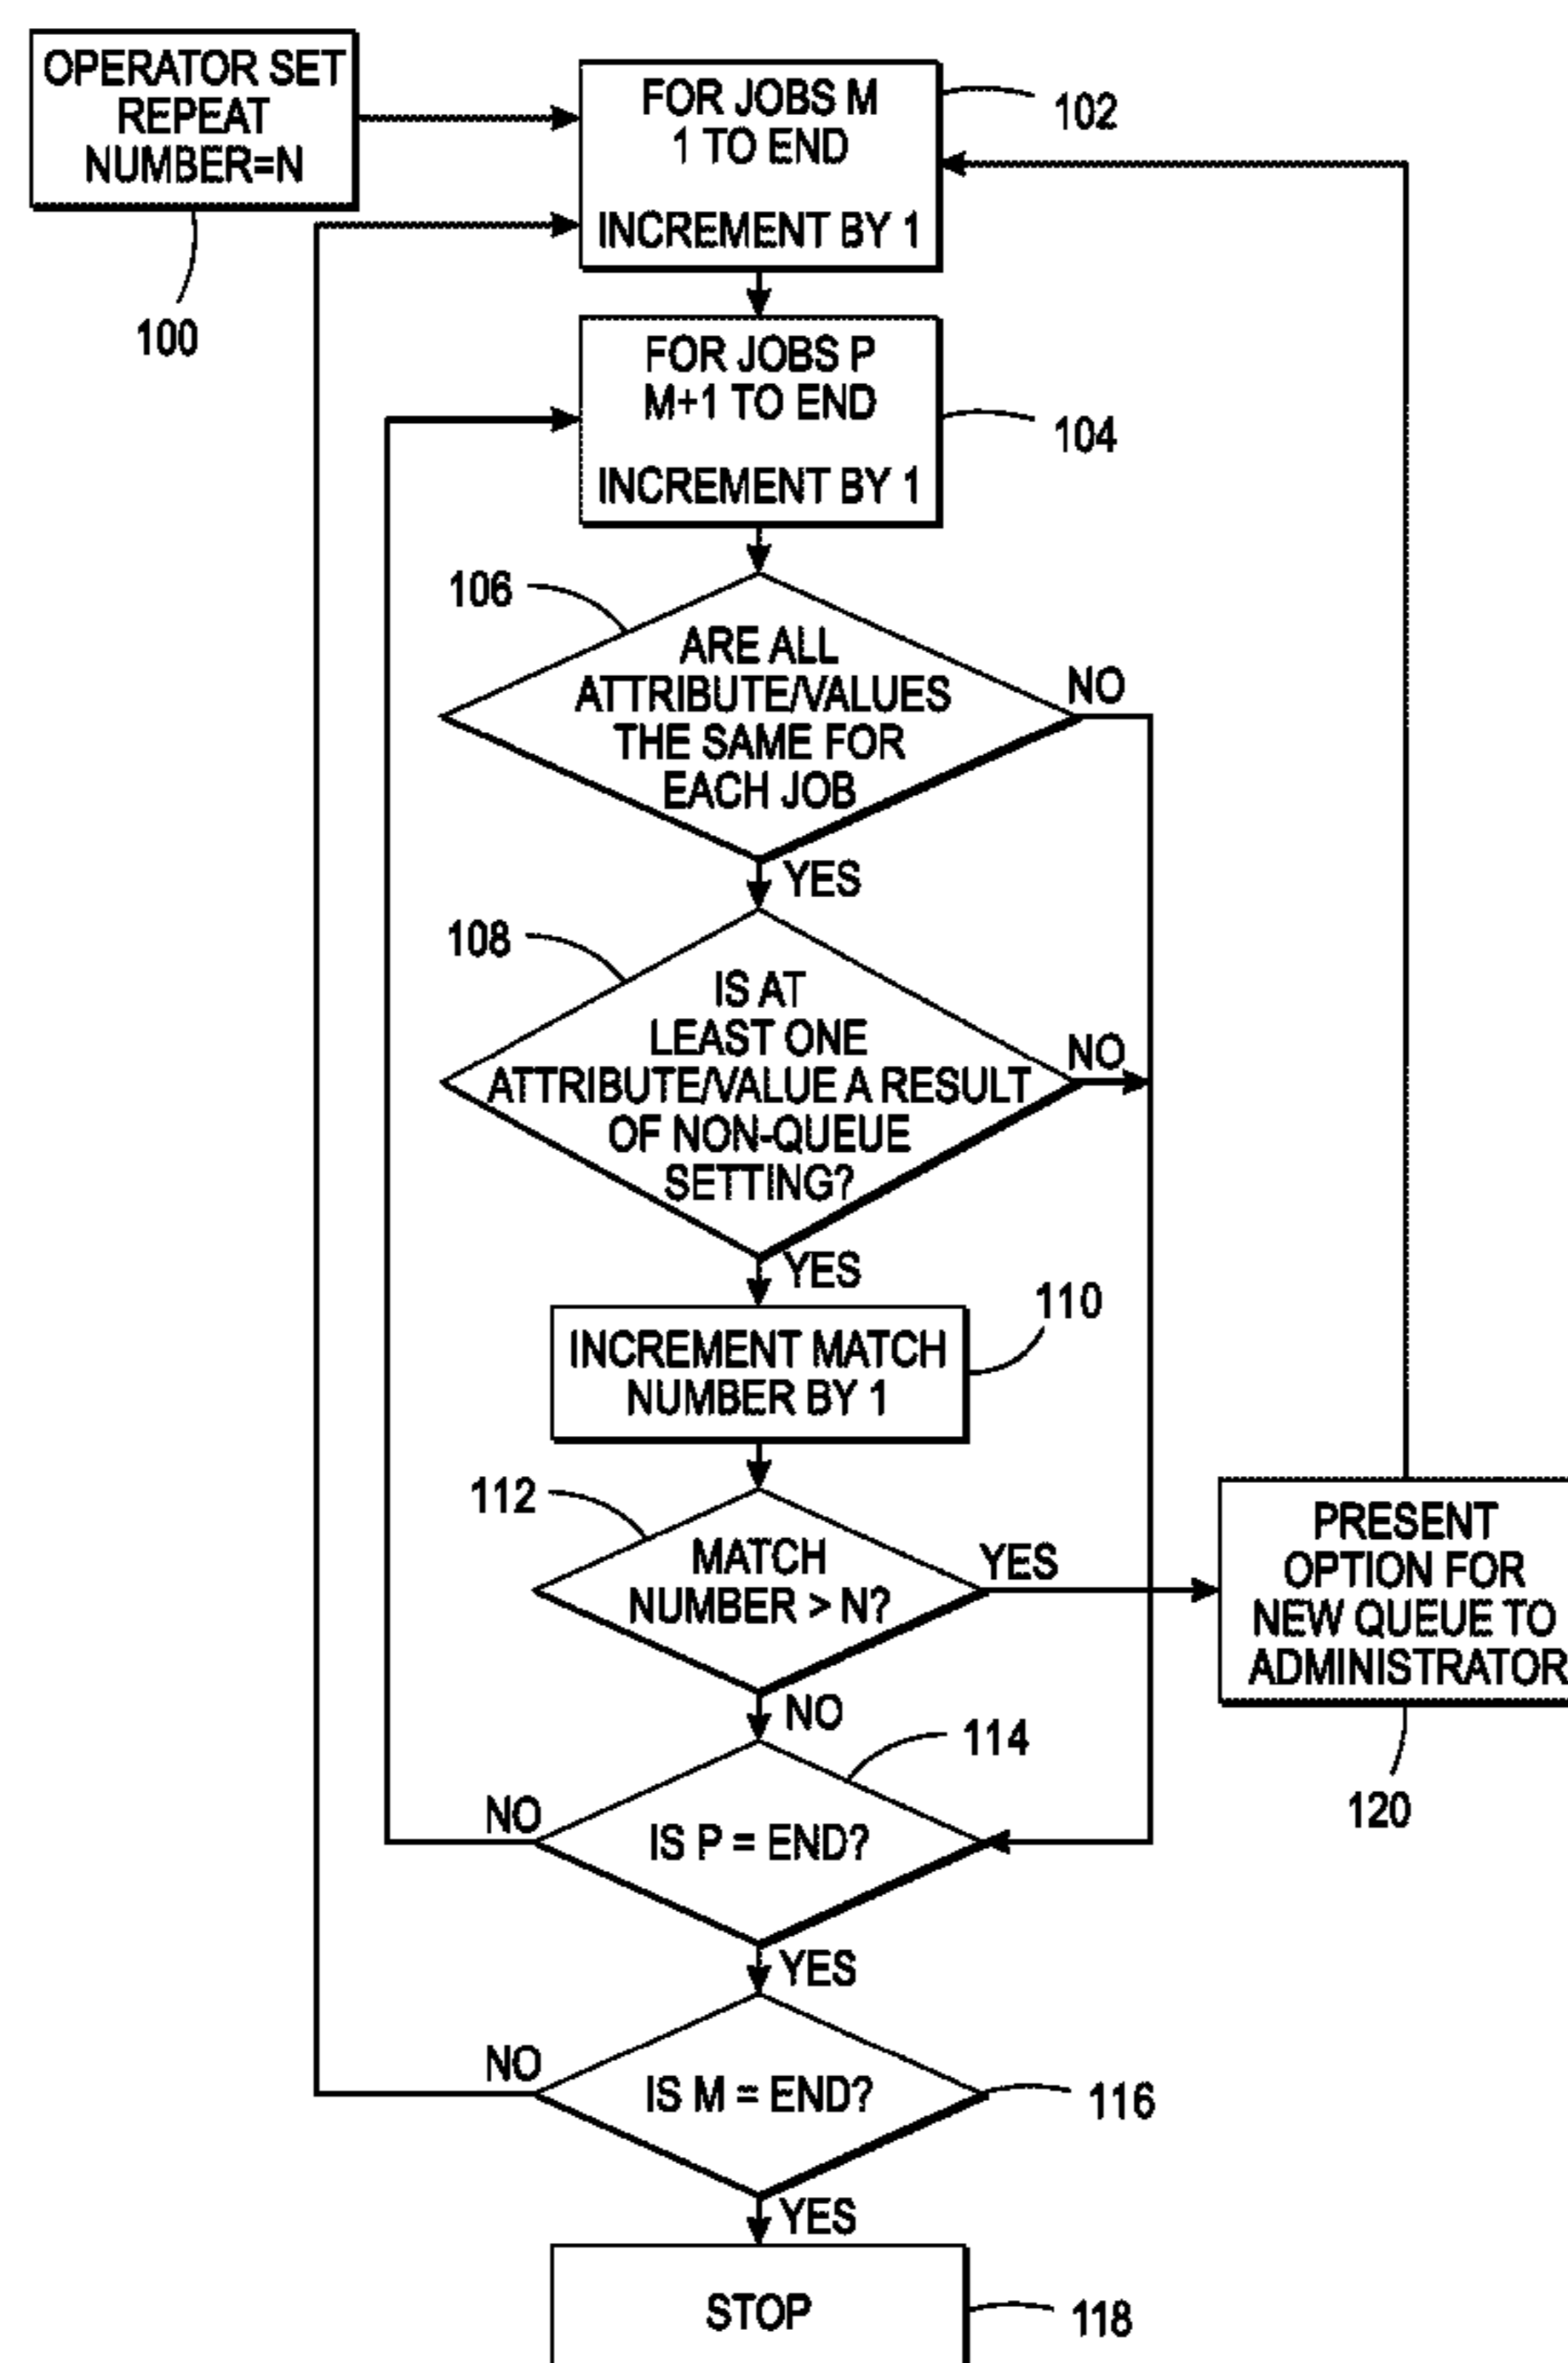 OPERATOR SET
REPEAT
NUMBER=N
100
FOR JOBS M
1 TO END
INCREMENT BY 1
102
FOR JOBS P
M+1 TO END
INCREMENT BY 1
104
106
ARE ALL
ATTRIBUTE/VALUES
THE SAME FOR
EACH JOB
NO
YES
108
IS AT
LEAST ONE
ATTRIBUTE/VALUE A RESULT
OF NON-QUEUE
SETTING?
NO
YES
110
INCREMENT MATCH
NUMBER BY 1
112
MATCH
NUMBER > N?
YES
NO
PRESENT
OPTION FOR
NEW QUEUE TO
ADMINISTRATOR
120
114
IS P = END?
NO
YES
IS M = END?
NO
116
YES
STOP
118